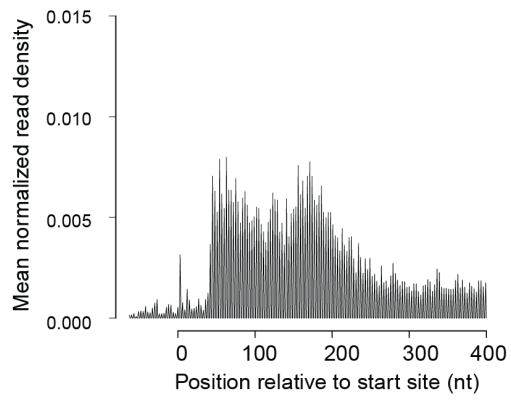 Mean normalized read density
0.015
0.010
0.005
0.000
0 100 200 300 400
Position relative to start site (nt)